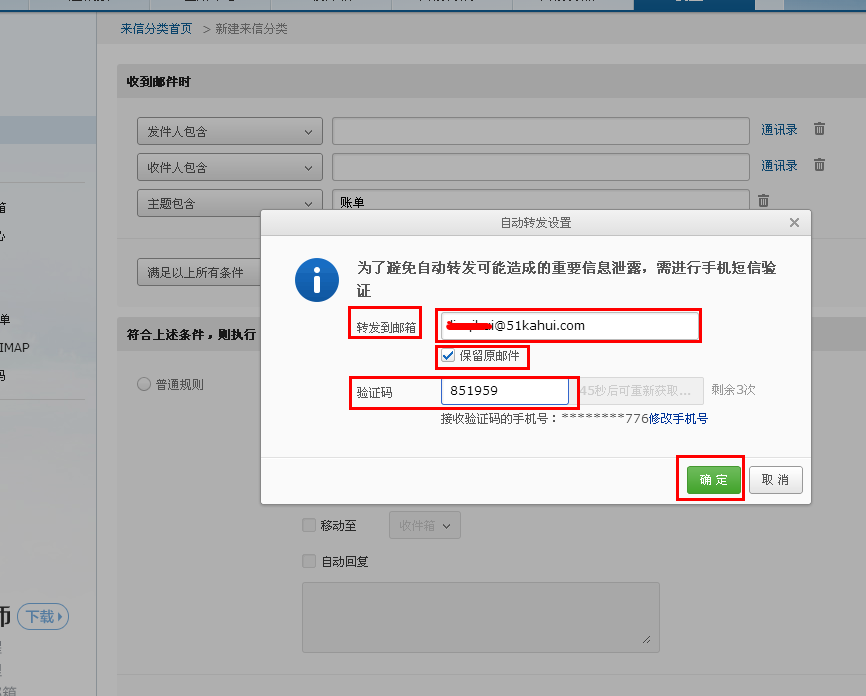 来信分类首页 > 新建来信分类
收到邮件时
发件人包含
通讯录
收件人包含
通讯录
主题包含
账单
自动转发设置
满足以上所有条件
为了避免自动转发可能造成的重要信息泄露，需进行手机短信验
证
转发到邮箱
@51kahui.com
保留原邮件
单
符合上述条件，则执行
IMAP
码
普通规则
验证码
851959
45秒后可重新获取...
剩余3次
接收验证码的手机号：********776修改手机号
确 定
取 消
移动至
收件箱
自动回复
师
下载
箱